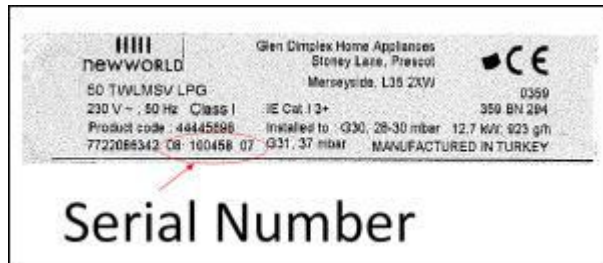 newworld
Glen Dimplex Home Appliances
Stoney Lane, Prescot
Merseyside, L35 2XW
CE
50 TWLMSV LPG
0359
230 V ~ , 50 Hz Class I
IE Cat I 3+
359 BN 294
Product code : 44445696
Installed to G30, 28-30 mbar 12.7 kW; 923 g/h
7722086342 08 100458 07
G31, 37 mbar
MANUFACTURED IN TURKEY
Serial Number